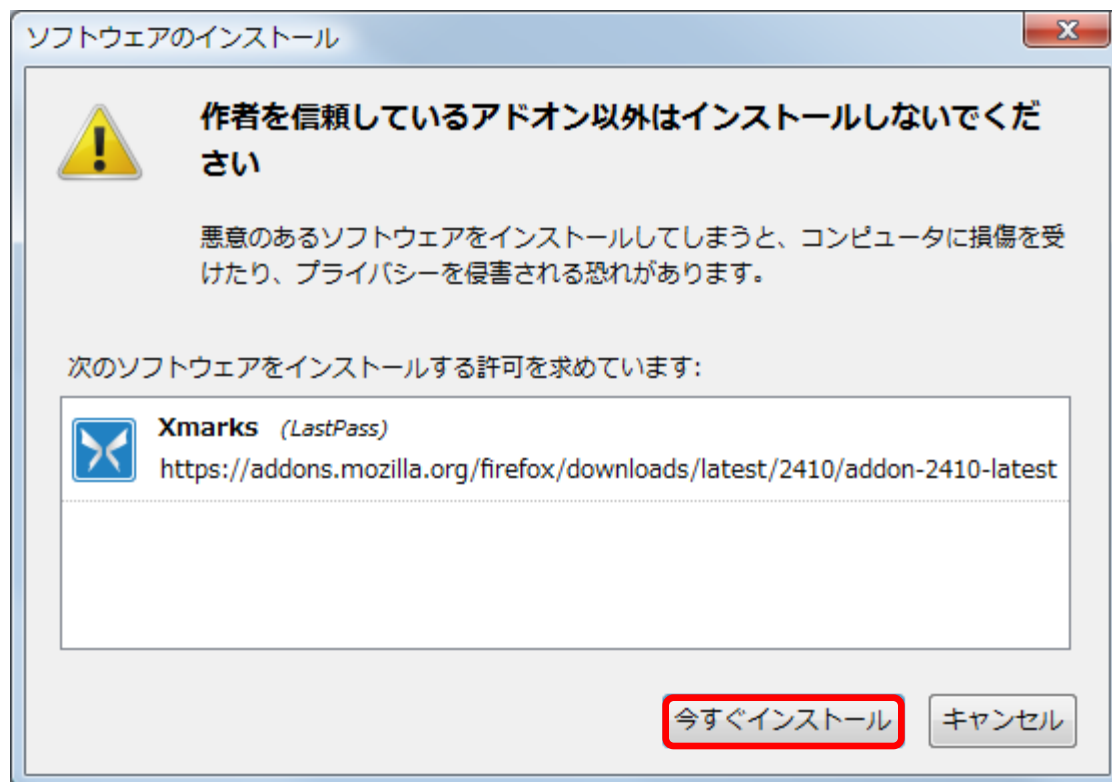 ソフトウェアのインストール
作者を信頼しているアドオン以外はインストールしないでくだ
さい
悪意のあるソフトウェアをインストールしてしまうと、コンピュータに損傷を受
けたり、プライバシーを侵害される恐れがあります。
次のソフトウェアをインストールする許可を求めています:
Xmarks (LastPass)
https://addons.mozilla.org/firefox/downloads/latest/2410/addon-2410-latest
今すぐインストール キャンセル